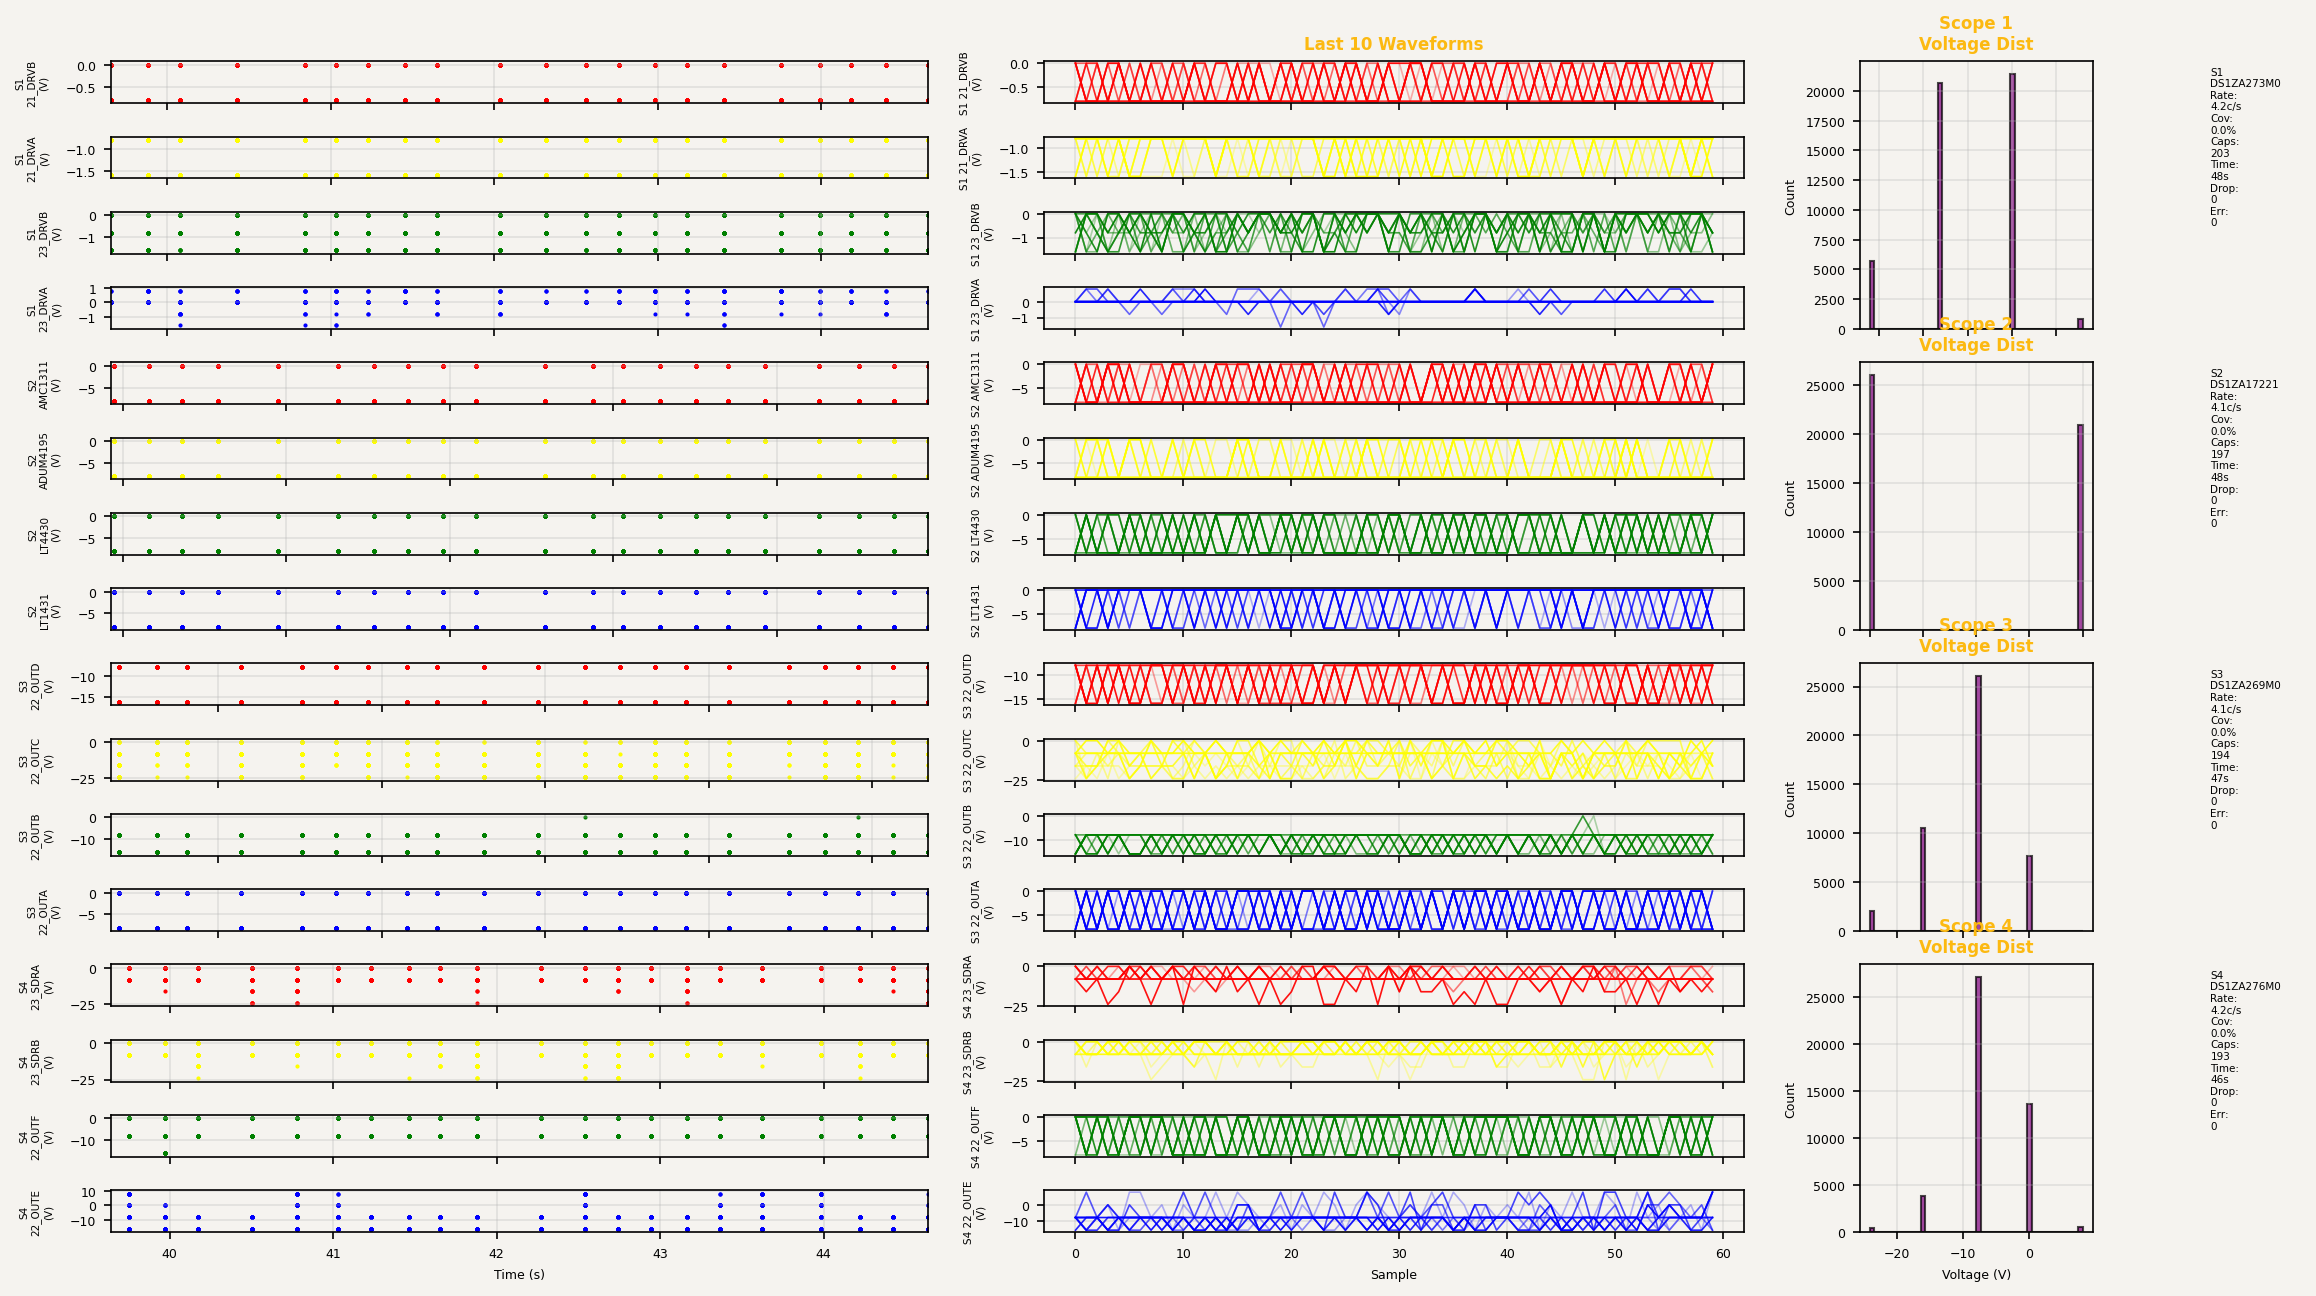 S1
21_DRVB
(V)
0.0
−0.5
S1
21_DRVA
(V)
−1.0
−1.5
S1
23_DRVB
(V)
0
−1
S1
23_DRVA
(V)
1
0
−1
S2
AMC1311
(V)
0
−5
S2
ADUM4195
(V)
0
−5
S2
LT4430
(V)
0
−5
S2
LT1431
(V)
0
−5
S3
22_OUTD
(V)
−10
−15
S3
22_OUTC
(V)
0
−25
S3
22_OUTB
(V)
0
−10
S3
22_OUTA
(V)
0
−5
S4
23_SDRA
(V)
0
−25
S4
23_SDRB
(V)
0
−25
S4
22_OUTF
(V)
0
−10
S4
22_OUTE
(V)
10
0
−10
40 41 42 43 44
Time (s)
Last 10 Waveforms
S1 21_DRVB
(V)
0.0
−0.5
S1 21_DRVA
(V)
−1.0
−1.5
S1 23_DRVB
(V)
0
−1
S1 23_DRVA
(V)
0
−1
S2 AMC1311
(V)
0
−5
S2 ADUM4195
(V)
0
−5
S2 LT4430
(V)
0
−5
S2 LT1431
(V)
0
−5
S3 22_OUTD
(V)
−10
−15
S3 22_OUTC
(V)
0
−25
S3 22_OUTB
(V)
0
−10
S3 22_OUTA
(V)
0
−5
S4 23_SDRA
(V)
0
−25
S4 23_SDRB
(V)
0
−25
S4 22_OUTF
(V)
0
−5
S4 22_OUTE
(V)
0
−10
0 10 20 30 40 50 60
Sample
Scope 1
Voltage Dist
Count
20000
17500
15000
12500
10000
7500
5000
2500
0
Scope 2
Voltage Dist
Count
25000
20000
15000
10000
5000
0
Scope 3
Voltage Dist
Count
25000
20000
15000
10000
5000
0
Scope 4
Voltage Dist
Count
25000
20000
15000
10000
5000
0
−20 −10 0
Voltage (V)
S1
DS1ZA273M0
Rate:
4.2c/s
Cov:
0.0%
Caps:
203
Time:
48s
Drop:
0
Err:
0
S2
DS1ZA17221
Rate:
4.1c/s
Cov:
0.0%
Caps:
197
Time:
48s
Drop:
0
Err:
0
S3
DS1ZA269M0
Rate:
4.1c/s
Cov:
0.0%
Caps:
194
Time:
47s
Drop:
0
Err:
0
S4
DS1ZA276M0
Rate:
4.2c/s
Cov:
0.0%
Caps:
193
Time:
46s
Drop:
0
Err:
0